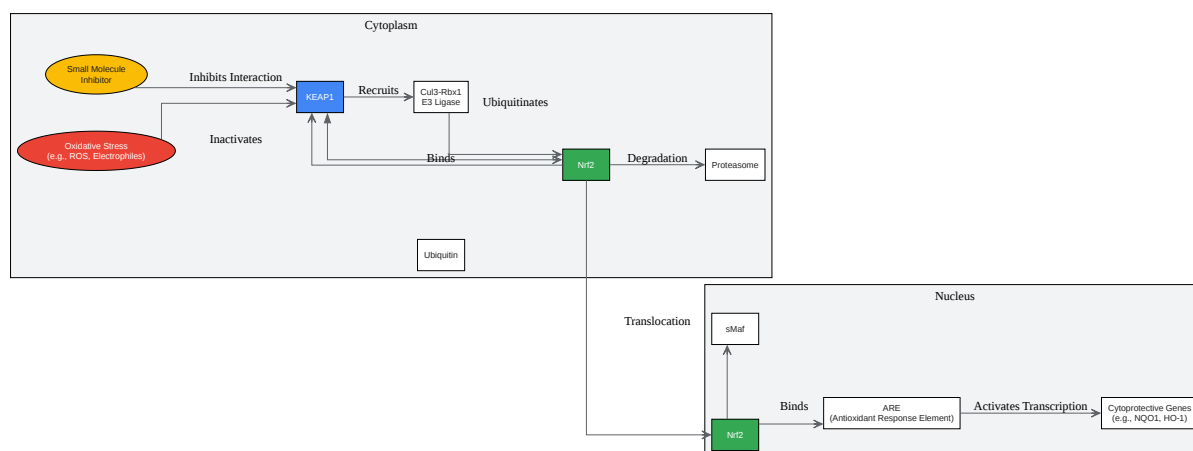 Cytoplasm
Small Molecule
Inhibitor
Inhibits Interaction
KEAP1
Recruits
Cul3-Rbx1
E3 Ligase
Ubiquitinates
Oxidative Stress
(e.g., ROS, Electrophiles)
Inactivates
Binds
Nrf2
Degradation
Proteasome
Ubiquitin
Translocation
Nucleus
sMaf
Nrf2
Binds
ARE
(Antioxidant Response Element)
Activates Transcription
Cytoprotective Genes
(e.g., NQO1, HO-1)